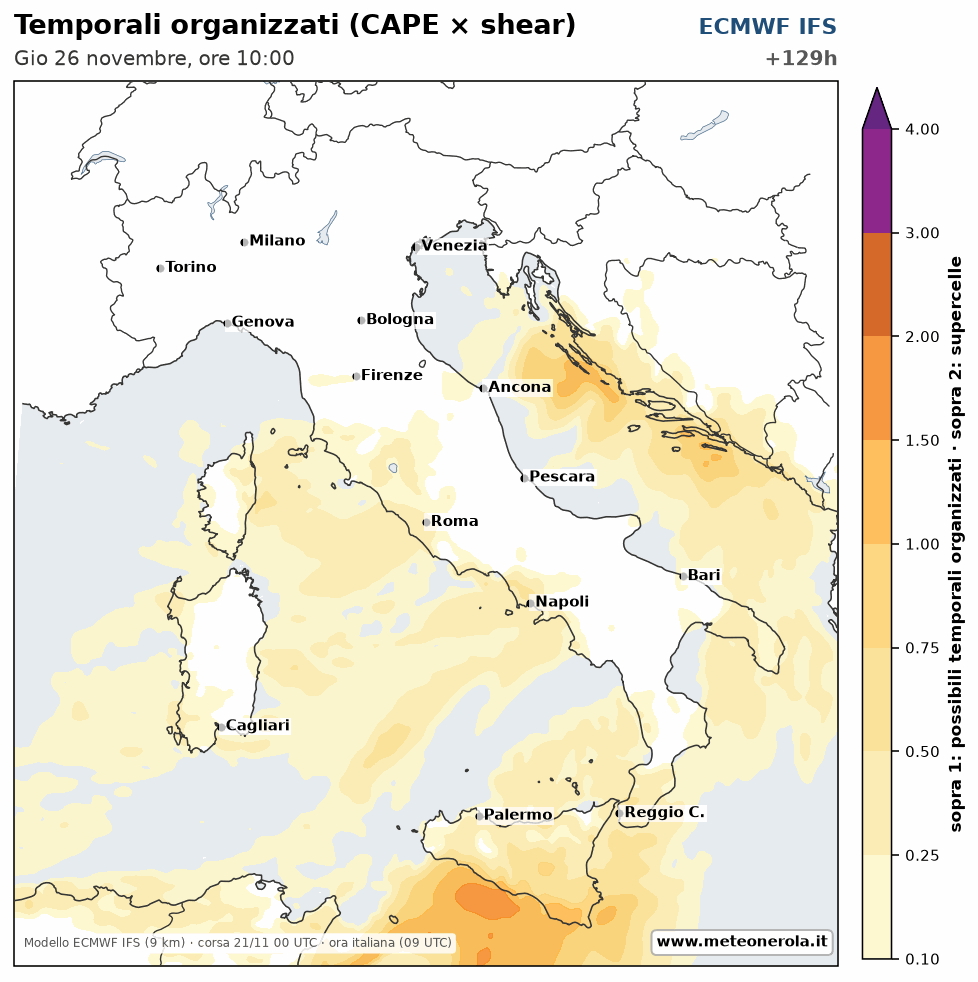 Temporali organizzati (CAPE × shear)
ECMWF IFS
Gio 26 novembre, ore 10:00
+129h
Milano
Venezia
Torino
Genova
Bologna
Firenze
Ancona
Pescara
Roma
Bari
Napoli
Cagliari
Palermo
Reggio C.
Modello ECMWF IFS (9 km) · corsa 21/11 00 UTC · ora italiana (09 UTC)
www.meteonerola.it
4.00
3.00
2.00
1.50
1.00
0.75
0.50
0.25
0.10
sopra 1: possibili temporali organizzati · sopra 2: supercelle